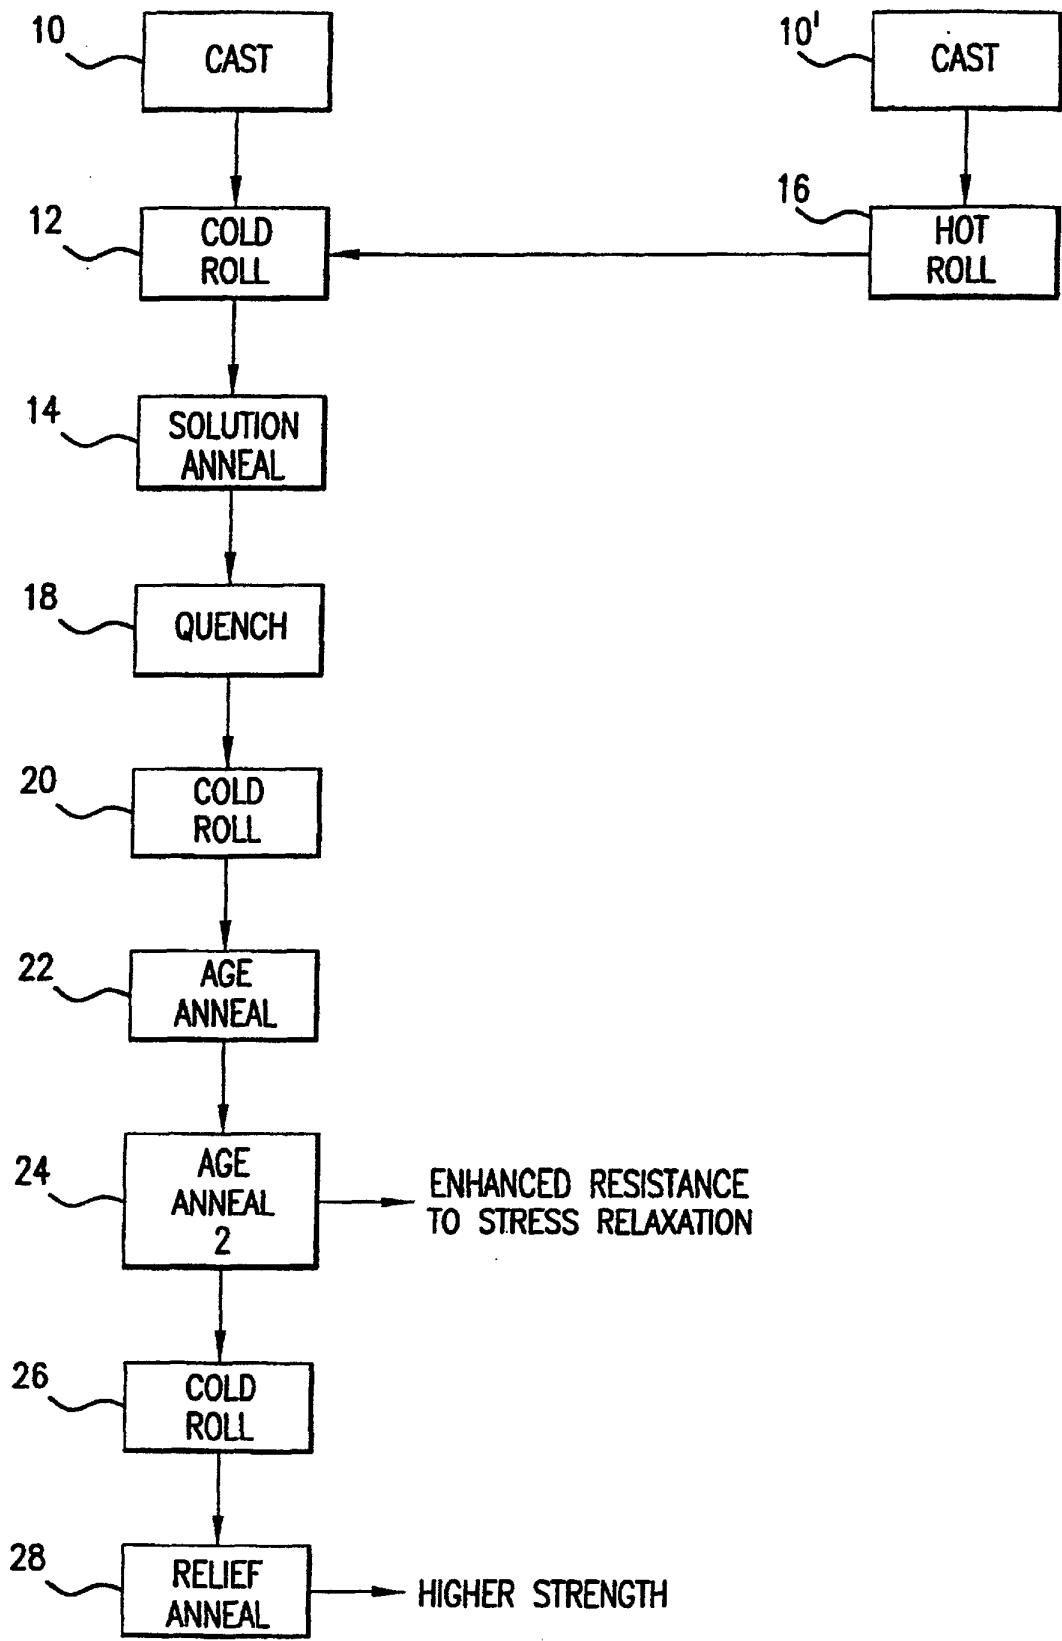 10
CAST
10'
CAST
12
COLD
ROLL
16
HOT
ROLL
14
SOLUTION
ANNEAL
18
QUENCH
20
COLD
ROLL
22
AGE
ANNEAL
24
AGE
ANNEAL
2
ENHANCED RESISTANCE
TO STRESS RELAXATION
26
COLD
ROLL
28
RELIEF
ANNEAL
HIGHER STRENGTH